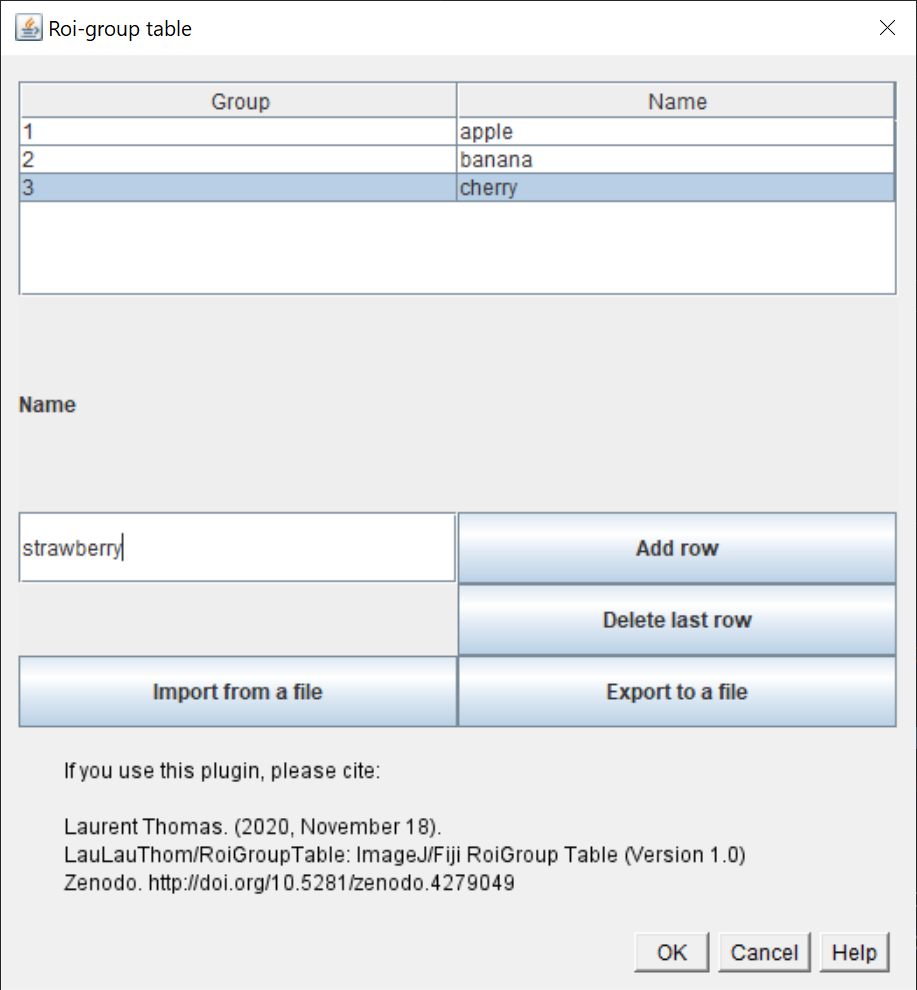 Roi-group table
Group Name
1 apple
2 banana
3 cherry
Name
strawberry Add row
Delete last row
Import from a file Export to a file
If you use this plugin, please cite:
Laurent Thomas. (2020, November 18).
LauLauThom/RoiGroupTable: ImageJ/Fiji RoiGroup Table (Version 1.0)
Zenodo. http://doi.org/10.5281/zenodo.4279049
OK Cancel Help